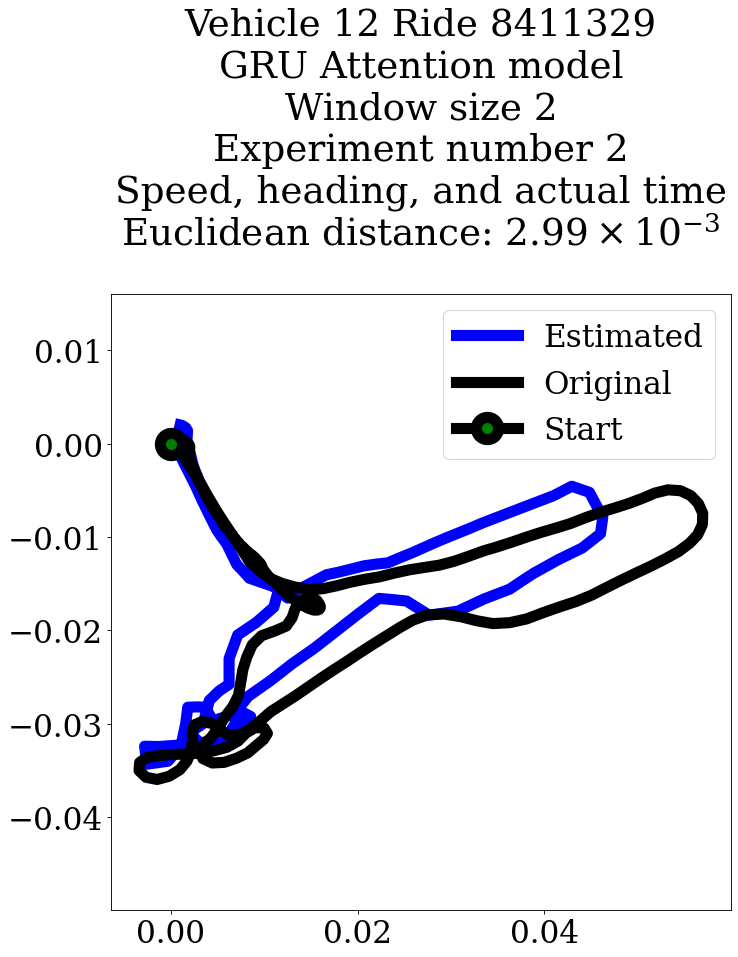 Vehicle 12 Ride 8411329
GRU Attention model
Window size 2
Experiment number 2
Speed, heading, and actual time
Euclidean distance: 2.99 × 10⁻³
Estimated
Original
Start
0.01
0.00
−0.01
−0.02
−0.03
−0.04
0.00 0.02 0.04